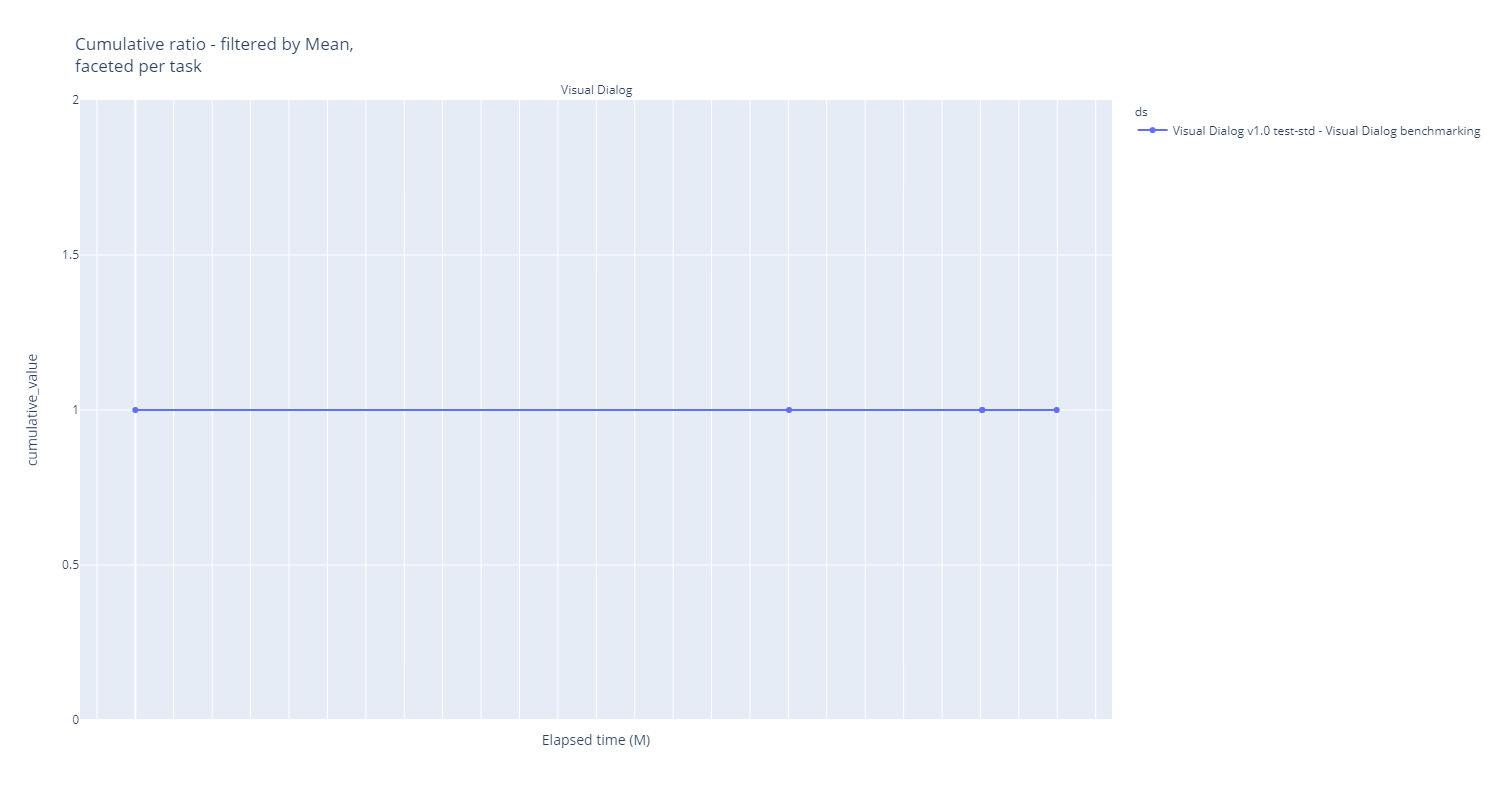 Cumulative ratio - filtered by Mean,
faceted per task
Visual Dialog
ds
Visual Dialog v1.0 test-std - Visual Dialog benchmarking
2
1.5
1
0.5
0
cumulative_value
Elapsed time (M)